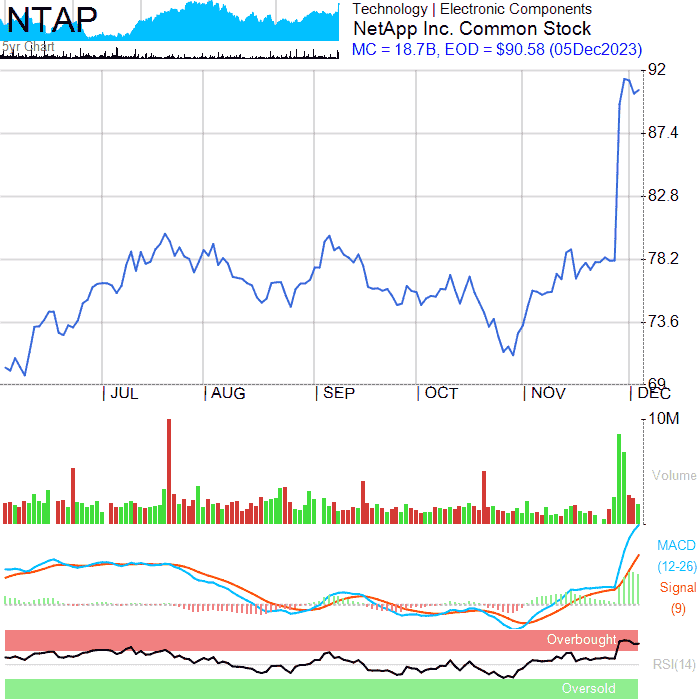 NTAP
5yr Chart
Technology | Electronic Components
NetApp Inc. Common Stock
MC = 18.7B, EOD = $90.58 (05Dec2023)
92
87.4
82.8
78.2
73.6
69
JUL
AUG
SEP
OCT
NOV
DEC
10M
Volume
MACD
(12-26)
Signal
(9)
Overbought
RSI(14)
Oversold